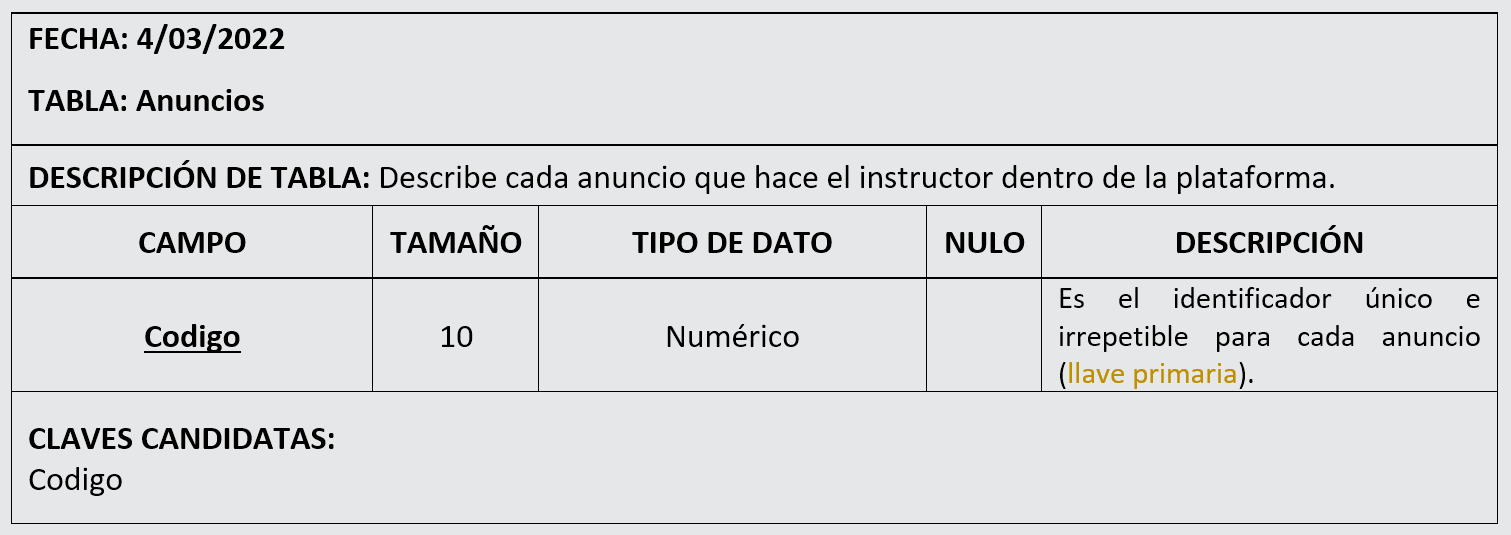 FECHA: 4/03/2022
TABLA: Anuncios
DESCRIPCIÓN DE TABLA: Describe cada anuncio que hace el instructor dentro de la plataforma.
CAMPO TAMAÑO TIPO DE DATO NULO DESCRIPCIÓN
Codigo 10 Numérico
Es el identificador único e
irrepetible para cada anuncio
(llave primaria).
CLAVES CANDIDATAS:
Codigo